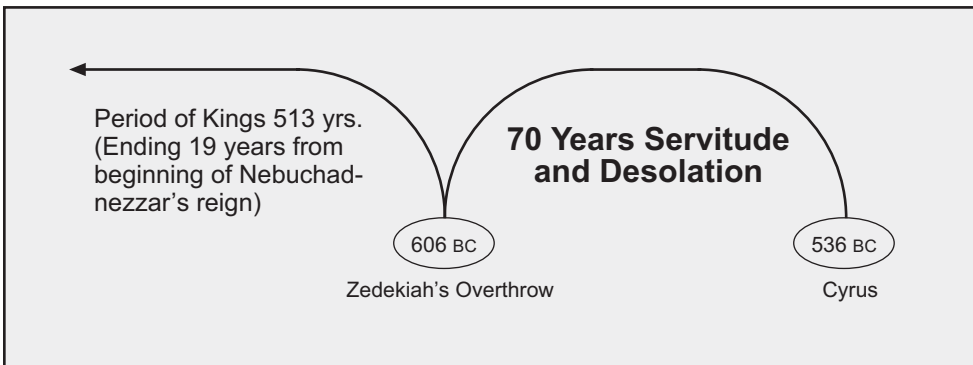 Period of Kings 513 yrs.
(Ending 19 years from
beginning of Nebuchad-
nezzar’s reign)
70 Years Servitude
and Desolation
606 BC
536 BC
Zedekiah’s Overthrow
Cyrus